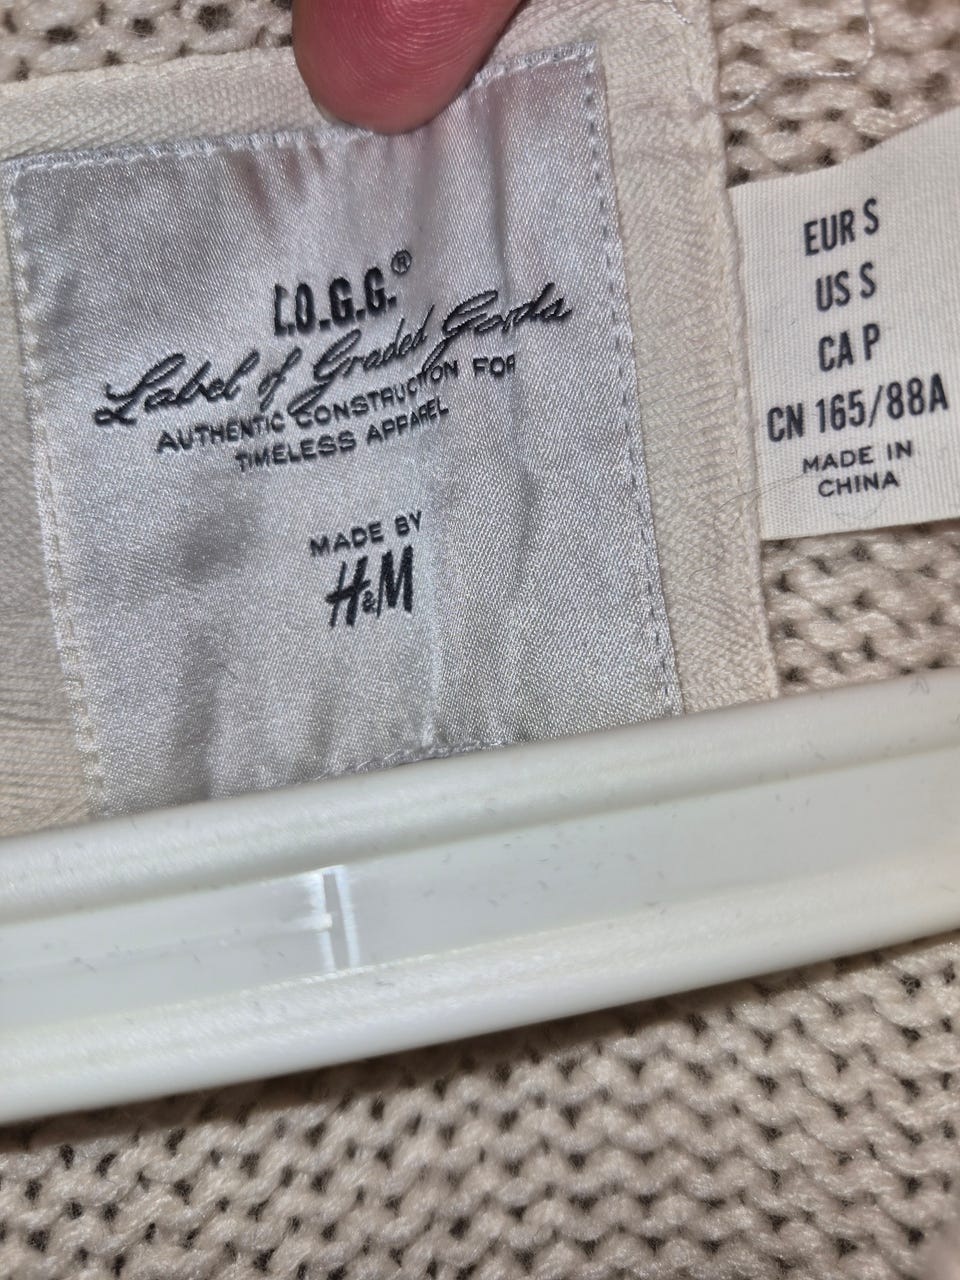 L.O.G.G.®
Label of Graded Goods
AUTHENTIC CONSTRUCTION FOR
TIMELESS APPAREL
MADE BY
H&M
EUR S
US S
CA P
CN 165/88A
MADE IN
CHINA